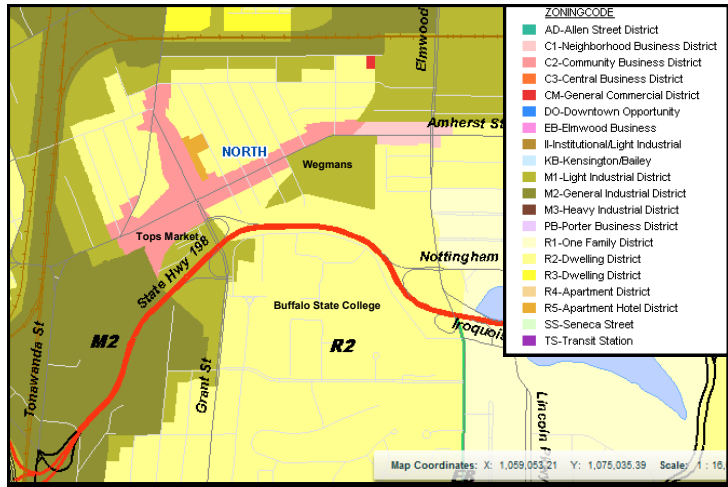 ZONINGCODE
AD-Allen Street District
C1-Neighborhood Business District
C2-Community Business District
C3-Central Business District
CM-General Commercial District
DO-Downtown Opportunity
EB-Elmwood Business
II-Institutional/Light Industrial
KB-Kensington/Bailey
M1-Light Industrial District
M2-General Industrial District
M3-Heavy Industrial District
PB-Porter Business District
R1-One Family District
R2-Dwelling District
R3-Dwelling District
R4-Apartment District
R5-Apartment Hotel District
SS-Seneca Street
TS-Transit Station
Elmwood
Amherst St
NORTH
Wegmans
Tops Market
State Hwy 198
Nottingham
Buffalo State College
Iroquois
M2
R2
Tonawanda St
Grant St
Lincoln P
EB
Map Coordinates: X: 1,059,053.21 Y: 1,075,035.39 Scale: 1 : 16,